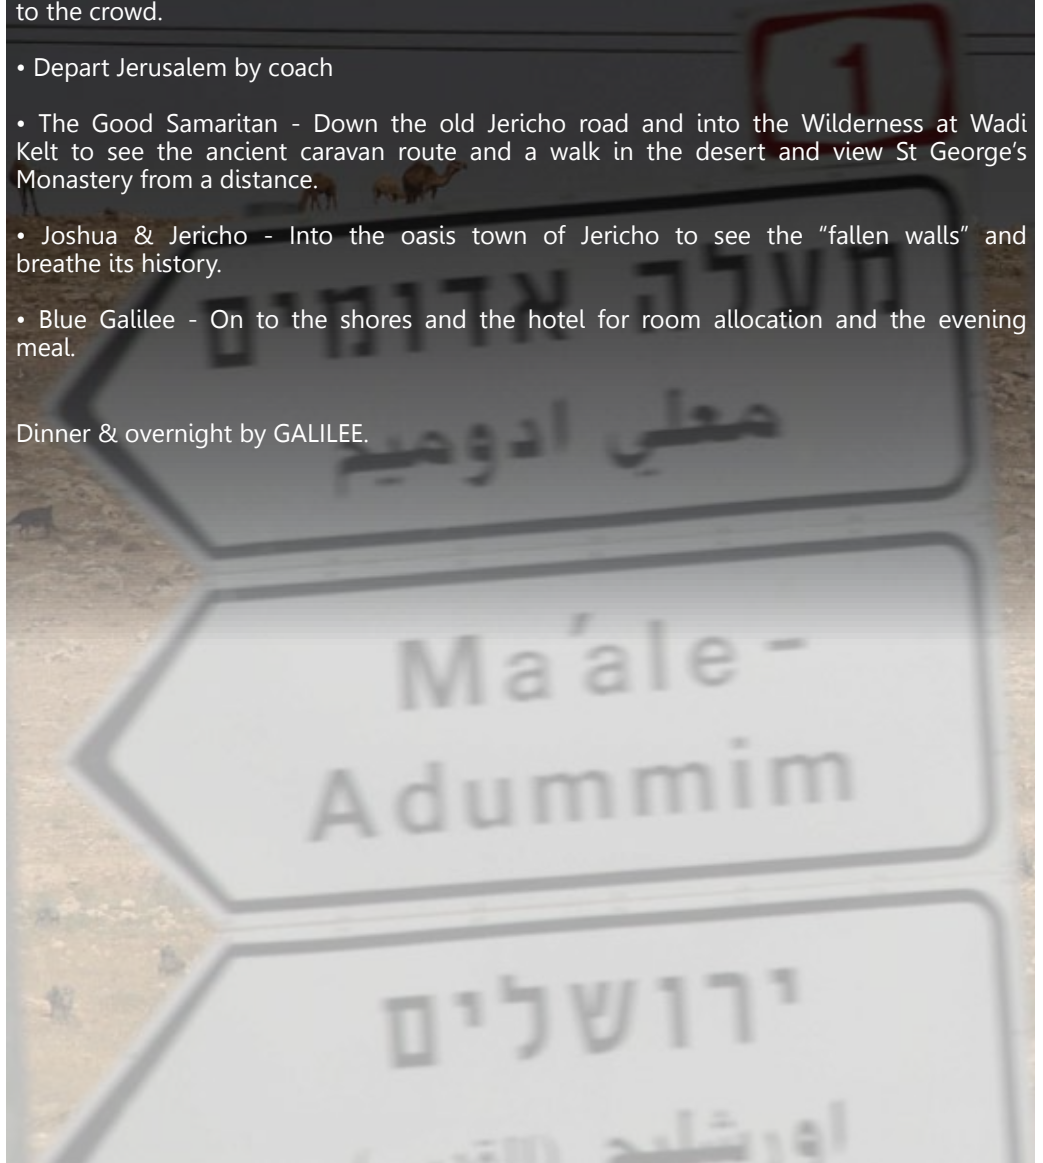 to the crowd.
• Depart Jerusalem by coach
• The Good Samaritan - Down the old Jericho road and into the Wilderness at Wadi
Kelt to see the ancient caravan route and a walk in the desert and view St George’s
Monastery from a distance.
• Joshua & Jericho - Into the oasis town of Jericho to see the “fallen walls” and
breathe its history.
• Blue Galilee - On to the shores and the hotel for room allocation and the evening
meal.
Dinner & overnight by GALILEE.
1
מעלה אדומים
معلي ادوميم
Ma'ale-
Adummim
ירושלים
اورشليم (القدس)